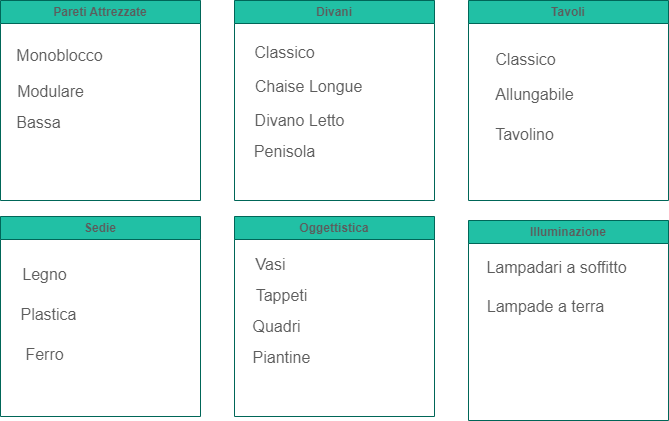 Pareti Attrezzate
Monoblocco
Modulare
Bassa
Divani
Classico
Chaise Longue
Divano Letto
Penisola
Tavoli
Classico
Allungabile
Tavolino
Sedie
Legno
Plastica
Ferro
Oggettistica
Vasi
Tappeti
Quadri
Piantine
Illuminazione
Lampadari a soffitto
Lampade a terra